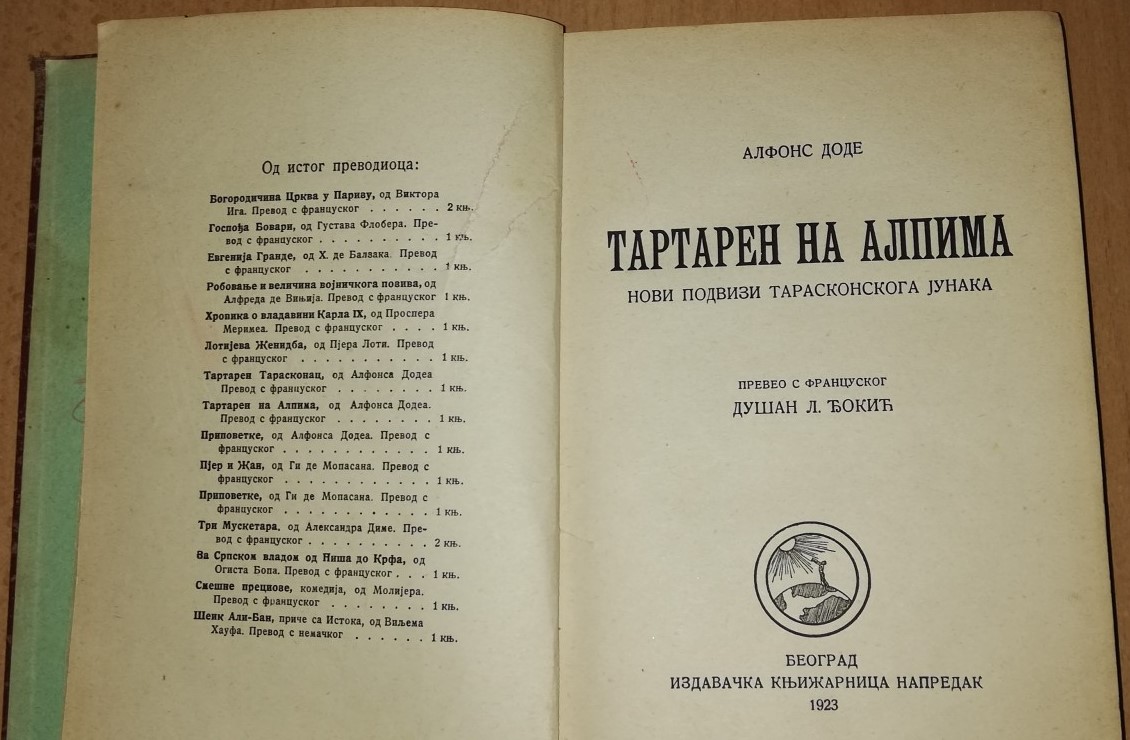 Од истог преводиоца:
Богородичина Црква у Паризу, од Виктора
Ига. Превод с француског . . . . . . 2 књ.
Госпођа Бовари, од Густава Флобера. Пре-
вод с француског . . . . . . . . . . 1 књ.
Евгенија Гранде, од Х. де Балзака. Превод
с француског . . . . . . . . . . . 1 књ.
Робовање и величина војничког позива, од
Алфреда де Вињија. Превод с француског 1 књ.
Хроника о владавини Карла IX, од Проспера
Меримеа. Превод с француског . . . . 1 књ.
Лотијева Женидба, од Пјера Лоти. Превод
с француског . . . . . . . . . . . 1 књ.
Тартарен Тарасконац, од Алфонса Додеа
Превод с француског . . . . . . . . 1 књ.
Тартарен на Алпима, од Алфонса Додеа.
Превод с француског . . . . . . . . 1 књ.
Приповетке, од Алфонса Додеа. Превод с
француског . . . . . . . . . . . . 1 књ.
Пјер и Жан, од Ги де Мопасана. Превод с
француског . . . . . . . . . . . . 1 књ.
Приповетке, од Ги де Мопасана. Превод с
француског . . . . . . . . . . . . 1 књ.
Три Мускетара, од Александра Диме. Пре-
вод с француског . . . . . . . . . . 2 књ.
За Српском владом од Ниша до Крфа, од
Огиста Бопа. Превод с француског . . . 1 књ.
Смешне прециозе, комедија, од Молијера.
Превод с француског . . . . . . . . 1 књ.
Шеик Али-Бан, приче са Истока, од Виљема
Хауфа. Превод с немачког . . . . . . 1 књ.
АЛФОНС ДОДЕ
ТАРТАРЕН НА АЛПИМА
НОВИ ПОДВИЗИ ТАРАСКОНСКОГА ЈУНАКА
ПРЕВЕО С ФРАНЦУСКОГ
ДУШАН Л. ЂОКИЋ
БЕОГРАД
ИЗДАВАЧКА КЊИЖАРНИЦА НАПРЕДАК
1923